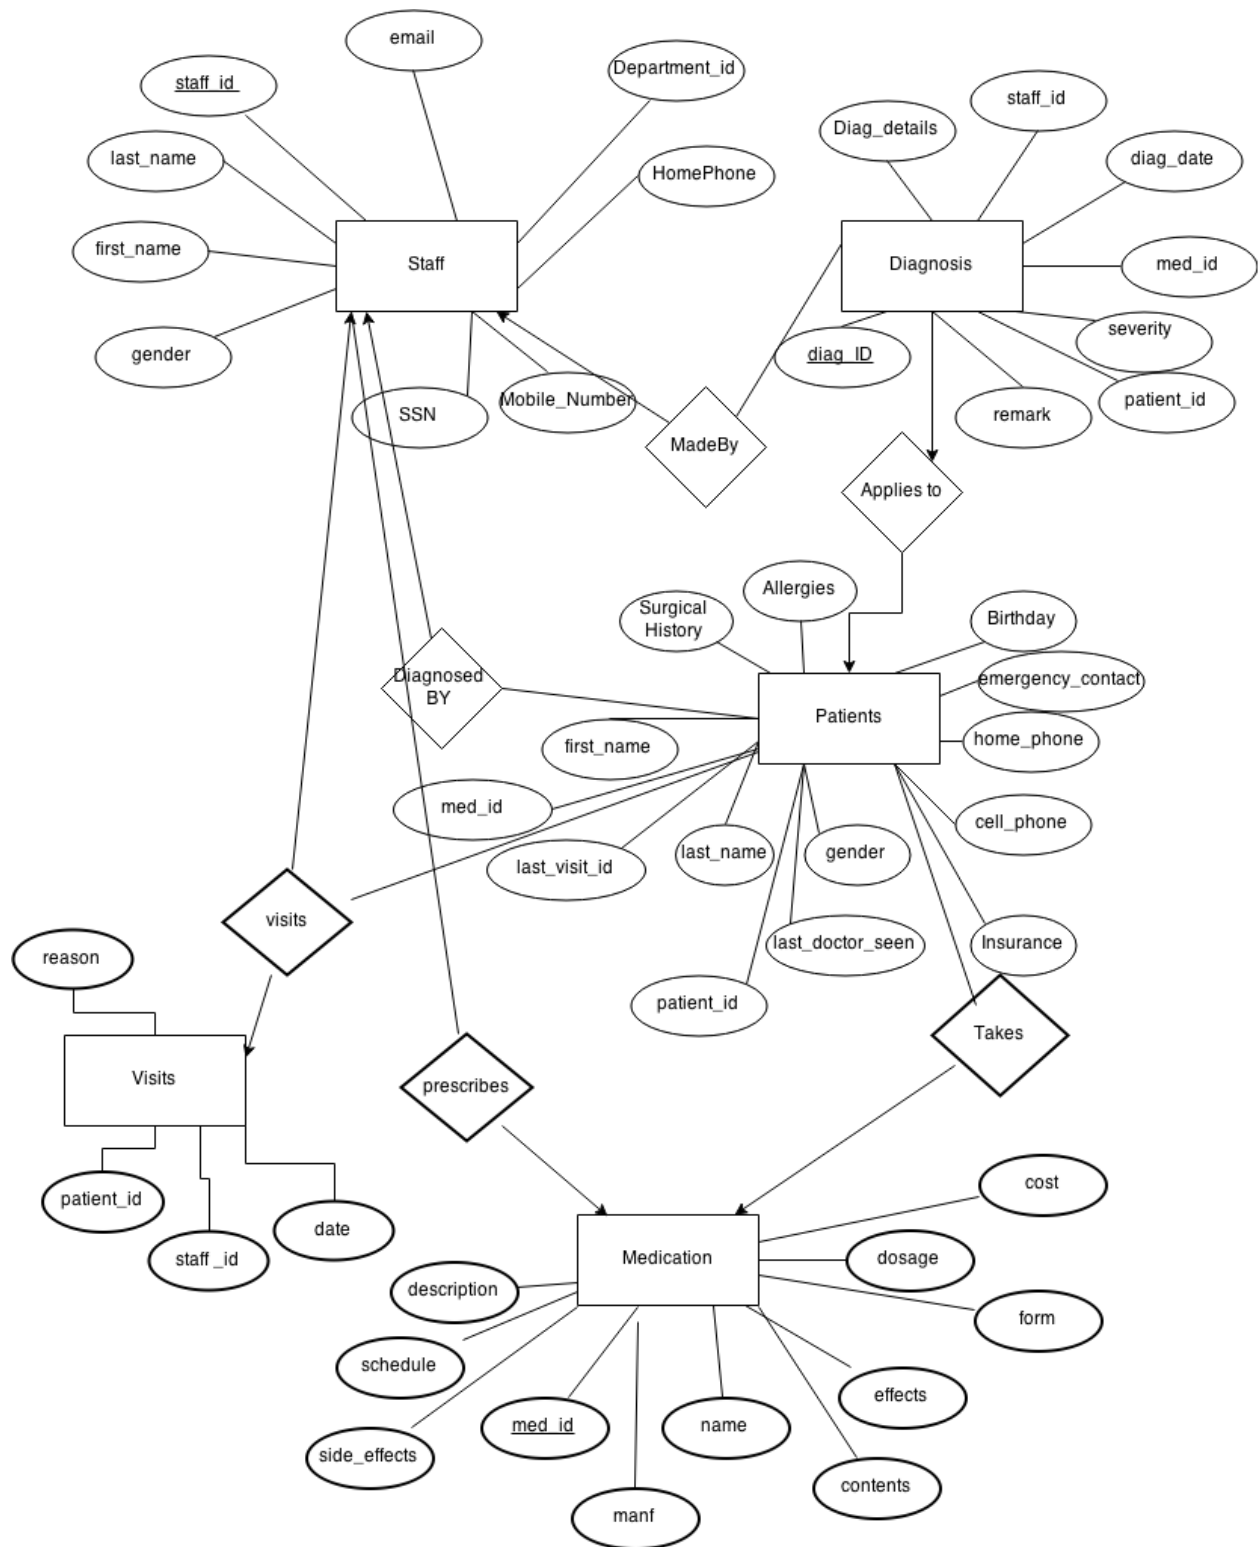 email
staff_id
Department_id
last_name
HomePhone
first_name
Staff
gender
SSN
Mobile_Number
Diag_details
staff_id
diag_date
Diagnosis
med_id
diag_ID
severity
patient_id
remark
MadeBy
Applies to
Surgical
History
Allergies
Birthday
emergency_contact
Diagnosed
BY
Patients
first_name
home_phone
med_id
last_visit_id
last_name
gender
cell_phone
last_doctor_seen
Insurance
patient_id
visits
reason
Visits
patient_id
staff_id
date
prescribes
Takes
Medication
cost
dosage
form
description
schedule
side_effects
med_id
manf
name
effects
contents